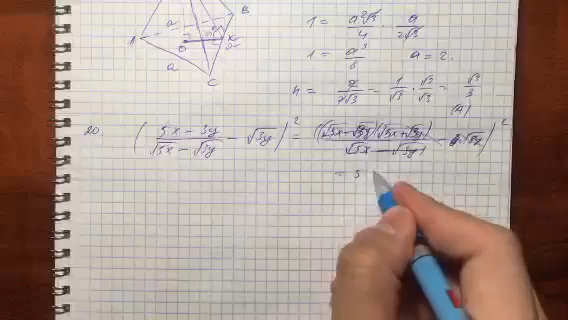 A B C K O a a
1 = a²√3/4 · a/2√3
1 = a³/8 a = 2.
h = 2/2√3 = 1/√3 · √3/√3 = √3/3
(A)
20. ( (5x - 3y)/(√5x - √3y) - √3y )² = ( (√5x - √3y)(√5x + √3y)/(√5x - √3y) - √3y )²
= 5